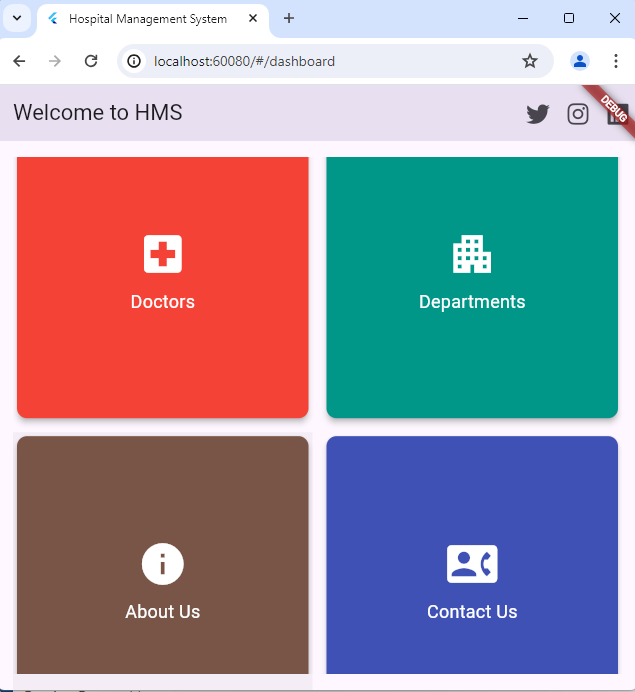 Hospital Management System
localhost:60080/#/dashboard
Welcome to HMS
DEBUG
Doctors
Departments
About Us
Contact Us